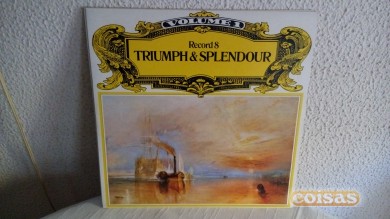 VOLUME 1
Record 8
TRIUMPH & SPLENDOUR
coisas